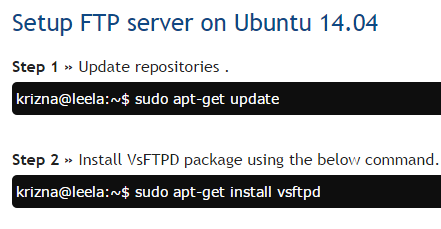 Setup FTP server on Ubuntu 14.04
Step 1 » Update repositories .
krizna@leela:~$ sudo apt-get update
Step 2 » Install VsFTPD package using the below command.
krizna@leela:~$ sudo apt-get install vsftpd